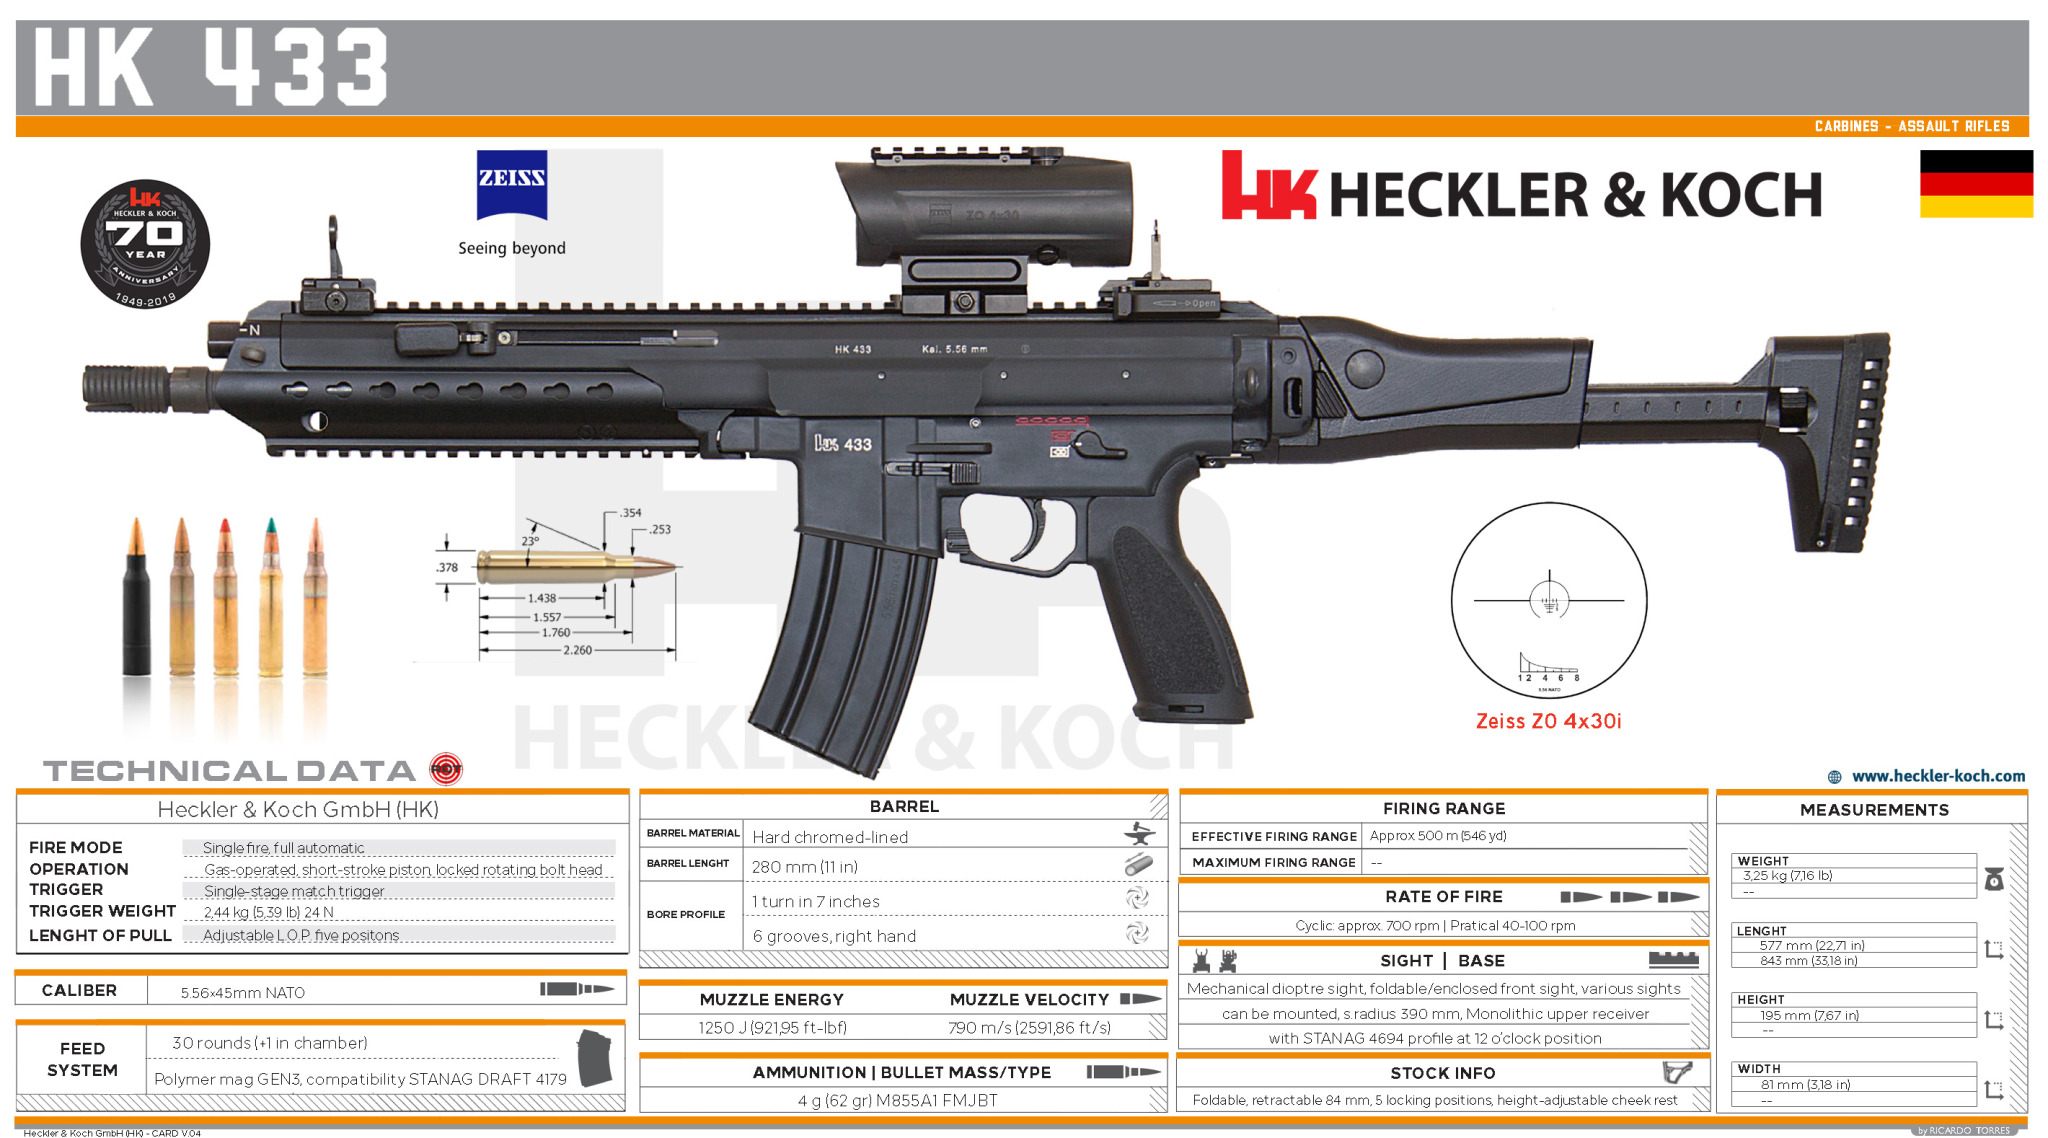 HK 433
CARBINES - ASSAULT RIFLES
HK
HECKLER & KOCH
70
YEAR
ANNIVERSARY
1949-2019
ZEISS
Seeing beyond
ZO 4x30
HK HECKLER & KOCH
Open
-N
HK 433 Kal. 5.56 mm
HK 433
.354
.253
23°
.378
1.438
1.557
1.760
2.260
HECKLER & KOCH
1 2 4 6 8
5.56 NATO
Zeiss ZO 4x30i
TECHNICAL DATA
RCT
www.heckler-koch.com
Heckler & Koch GmbH (HK)
FIRE MODE Single fire, full automatic
OPERATION Gas-operated, short-stroke piston, locked rotating bolt head
TRIGGER Single-stage match trigger
TRIGGER WEIGHT 2,44 kg (5,39 lb) 24 N
LENGHT OF PULL Adjustable L.O.P. five positons
CALIBER 5.56x45mm NATO
FEED SYSTEM
30 rounds (+1 in chamber)
Polymer mag GEN3, compatibility STANAG DRAFT 4179
BARREL
BARREL MATERIAL Hard chromed-lined
BARREL LENGHT 280 mm (11 in)
BORE PROFILE
1 turn in 7 inches
6 grooves, right hand
MUZZLE ENERGY MUZZLE VELOCITY
1250 J (921,95 ft-lbf) 790 m/s (2591,86 ft/s)
AMMUNITION | BULLET MASS/TYPE
4 g (62 gr) M855A1 FMJBT
FIRING RANGE
EFFECTIVE FIRING RANGE Approx 500 m (546 yd)
MAXIMUM FIRING RANGE --
RATE OF FIRE
Cyclic: approx. 700 rpm | Pratical 40-100 rpm
SIGHT | BASE
Mechanical dioptre sight, foldable/enclosed front sight, various sights
can be mounted, s.radius 390 mm, Monolithic upper receiver
with STANAG 4694 profile at 12 o'clock position
STOCK INFO
Foldable, retractable 84 mm, 5 locking positions, height-adjustable cheek rest
MEASUREMENTS
WEIGHT
3,25 kg (7,16 lb)
--
LENGHT
577 mm (22,71 in)
843 mm (33,18 in)
HEIGHT
195 mm (7,67 in)
--
WIDTH
81 mm (3,18 in)
--
Heckler & Koch GmbH (HK) - CARD V.04
by RICARDO TORRES